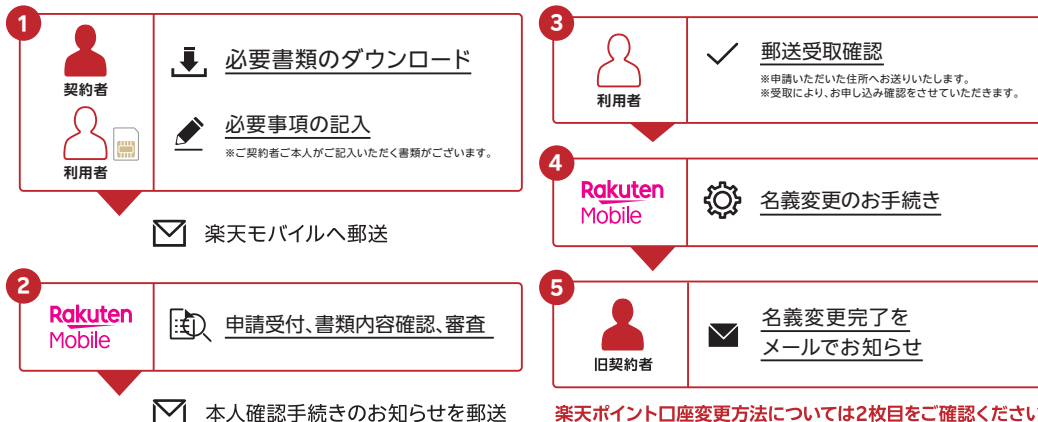 1
契約者
必要書類のダウンロード
利用者
必要事項の記入
※ご契約者ご本人がご記入いただく書類がございます。
楽天モバイルへ郵送
2
Rakuten
Mobile
申請受付、書類内容確認、審査
本人確認手続きのお知らせを郵送
3
利用者
郵送受取確認
※申請いただいた住所へお送りいたします。
※受取により、お申し込み確認をさせていただきます。
4
Rakuten
Mobile
名義変更のお手続き
5
旧契約者
名義変更完了を
メールでお知らせ
楽天ポイント口座変更方法については2枚目をご確認ください